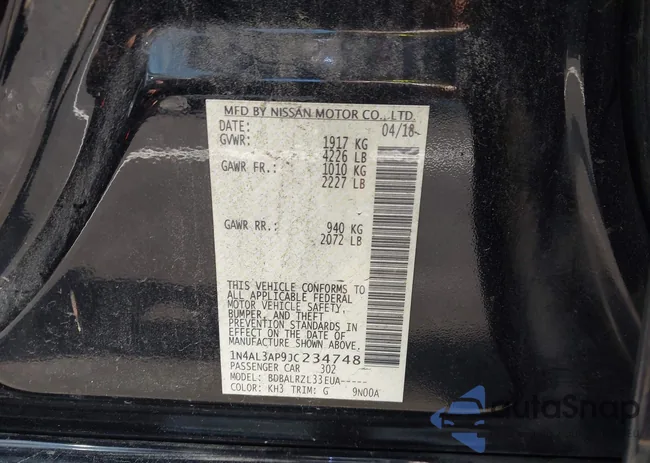 MFD BY NISSAN MOTOR CO., LTD.
DATE: 04/18
GVWR: 1917 KG
4226 LB
GAWR FR.: 1010 KG
2227 LB
GAWR RR.: 940 KG
2072 LB
THIS VEHICLE CONFORMS TO
ALL APPLICABLE FEDERAL
MOTOR VEHICLE SAFETY,
BUMPER, AND THEFT
PREVENTION STANDARDS
IN EFFECT ON THE DATE OF
MANUFACTURE SHOWN ABOVE.
1N4AL3AP9JC234748
PASSENGER CAR 302
MODEL: BDBALRZL33EUA-----
COLOR: KH3 TRIM: G 9N00A
AutoSnap